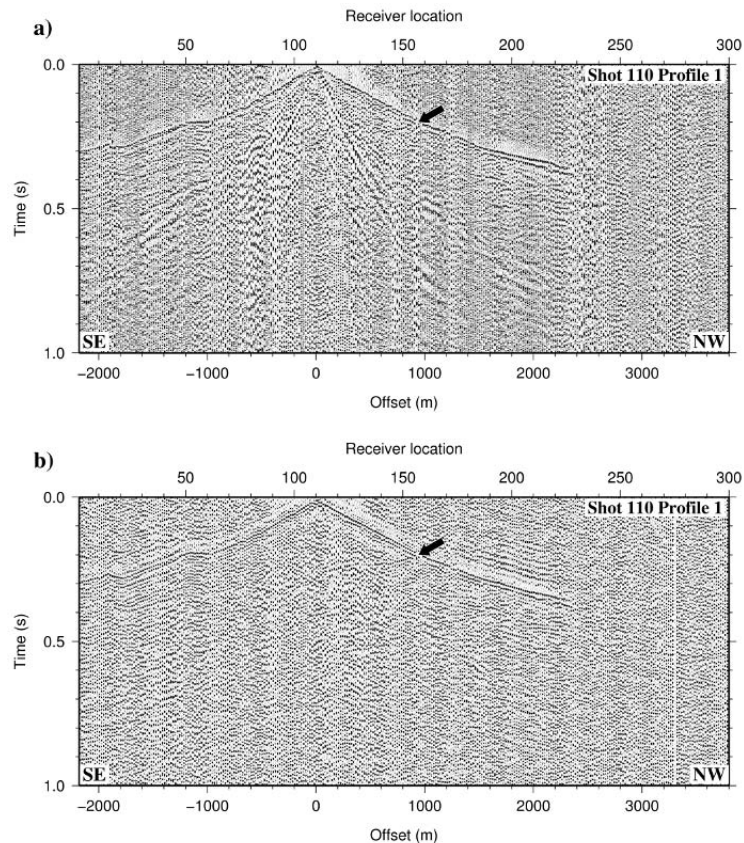 a)
Receiver location
50 100 150 200 250 300
Shot 110 Profile 1
0.0
0.5
1.0
Time (s)
SE
NW
−2000 −1000 0 1000 2000 3000
Offset (m)
b)
Receiver location
50 100 150 200 250 300
Shot 110 Profile 1
0.0
0.5
1.0
Time (s)
SE
NW
−2000 −1000 0 1000 2000 3000
Offset (m)